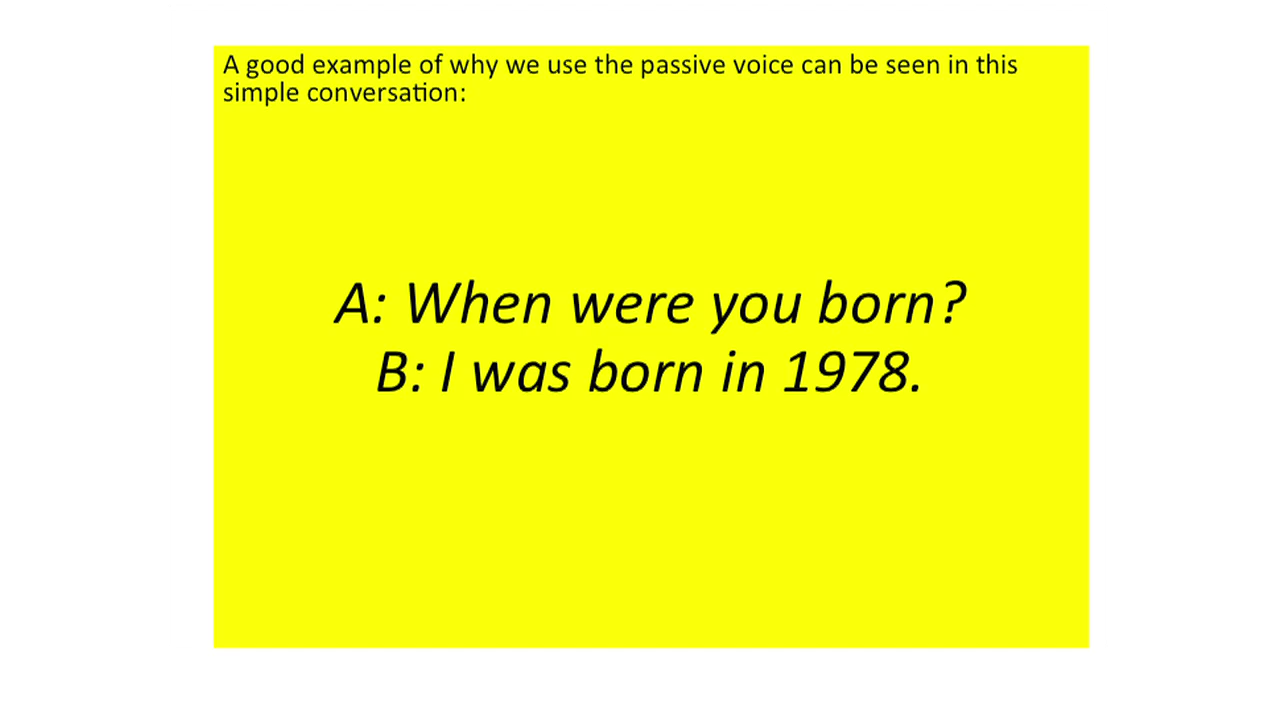 A good example of why we use the passive voice can be seen in this
simple conversation:
A: When were you born?
B: I was born in 1978.